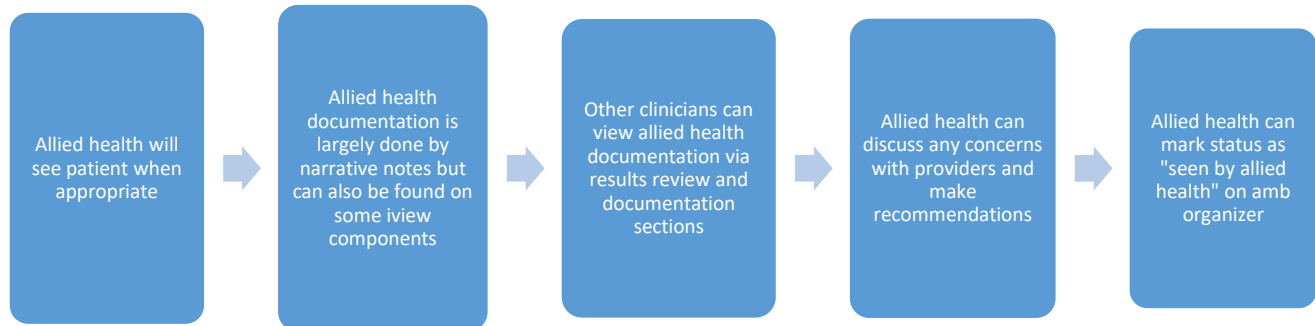 Allied health will
see patient when
appropriate
Allied health
documentation is
largely done by
narrative notes but
can also be found on
some iview
components
Other clinicians can
view allied health
documentation via
results review and
documentation
sections
Allied health can
discuss any concerns
with providers and
make
recommendations
Allied health can
mark status as
"seen by allied
health" on amb
organizer